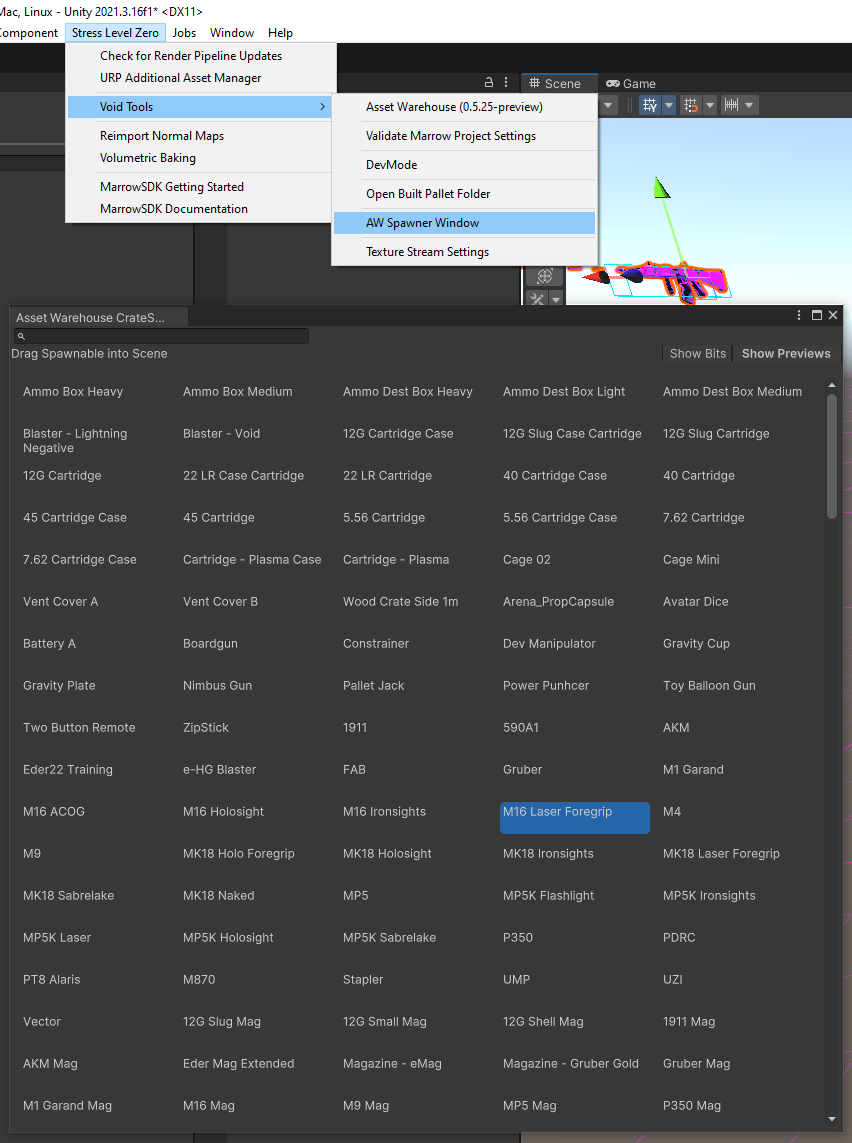 Mac, Linux - Unity 2021.3.16f1* <DX11>
Component Stress Level Zero Jobs Window Help
Check for Render Pipeline Updates
URP Additional Asset Manager
Void Tools
Reimport Normal Maps
Volumetric Baking
MarrowSDK Getting Started
MarrowSDK Documentation
Asset Warehouse (0.5.25-preview)
Validate Marrow Project Settings
DevMode
Open Built Pallet Folder
AW Spawner Window
Texture Stream Settings
Scene Game
Asset Warehouse CrateS...
Drag Spawnable into Scene Show Bits Show Previews
Ammo Box Heavy Ammo Box Medium Ammo Dest Box Heavy Ammo Dest Box Light Ammo Dest Box Medium
Blaster - Lightning Negative Blaster - Void 12G Cartridge Case 12G Slug Case Cartridge 12G Slug Cartridge
12G Cartridge 22 LR Case Cartridge 22 LR Cartridge 40 Cartridge Case 40 Cartridge
45 Cartridge Case 45 Cartridge 5.56 Cartridge 5.56 Cartridge Case 7.62 Cartridge
7.62 Cartridge Case Cartridge - Plasma Case Cartridge - Plasma Cage 02 Cage Mini
Vent Cover A Vent Cover B Wood Crate Side 1m Arena_PropCapsule Avatar Dice
Battery A Boardgun Constrainer Dev Manipulator Gravity Cup
Gravity Plate Nimbus Gun Pallet Jack Power Punhcer Toy Balloon Gun
Two Button Remote ZipStick 1911 590A1 AKM
Eder22 Training e-HG Blaster FAB Gruber M1 Garand
M16 ACOG M16 Holosight M16 Ironsights M16 Laser Foregrip M4
M9 MK18 Holo Foregrip MK18 Holosight MK18 Ironsights MK18 Laser Foregrip
MK18 Sabrelake MK18 Naked MP5 MP5K Flashlight MP5K Ironsights
MP5K Laser MP5K Holosight MP5K Sabrelake P350 PDRC
PT8 Alaris M870 Stapler UMP UZI
Vector 12G Slug Mag 12G Small Mag 12G Shell Mag 1911 Mag
AKM Mag Eder Mag Extended Magazine - eMag Magazine - Gruber Gold Gruber Mag
M1 Garand Mag M16 Mag M9 Mag MP5 Mag P350 Mag